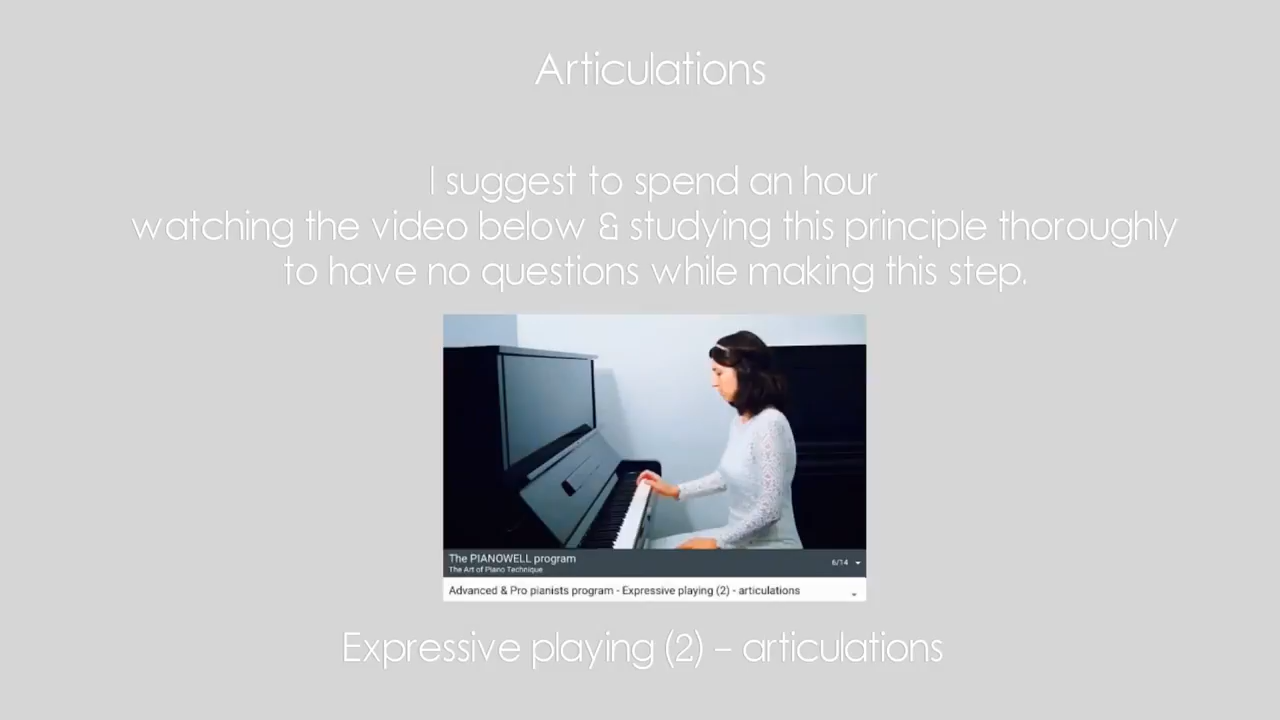 Articulations
I suggest to spend an hour
watching the video below & studying this principle thoroughly
to have no questions while making this step.
The PIANOWELL program
The Art of Piano Technique
6/14
Advanced & Pro pianists program - Expressive playing (2) - articulations
Expressive playing (2) – articulations